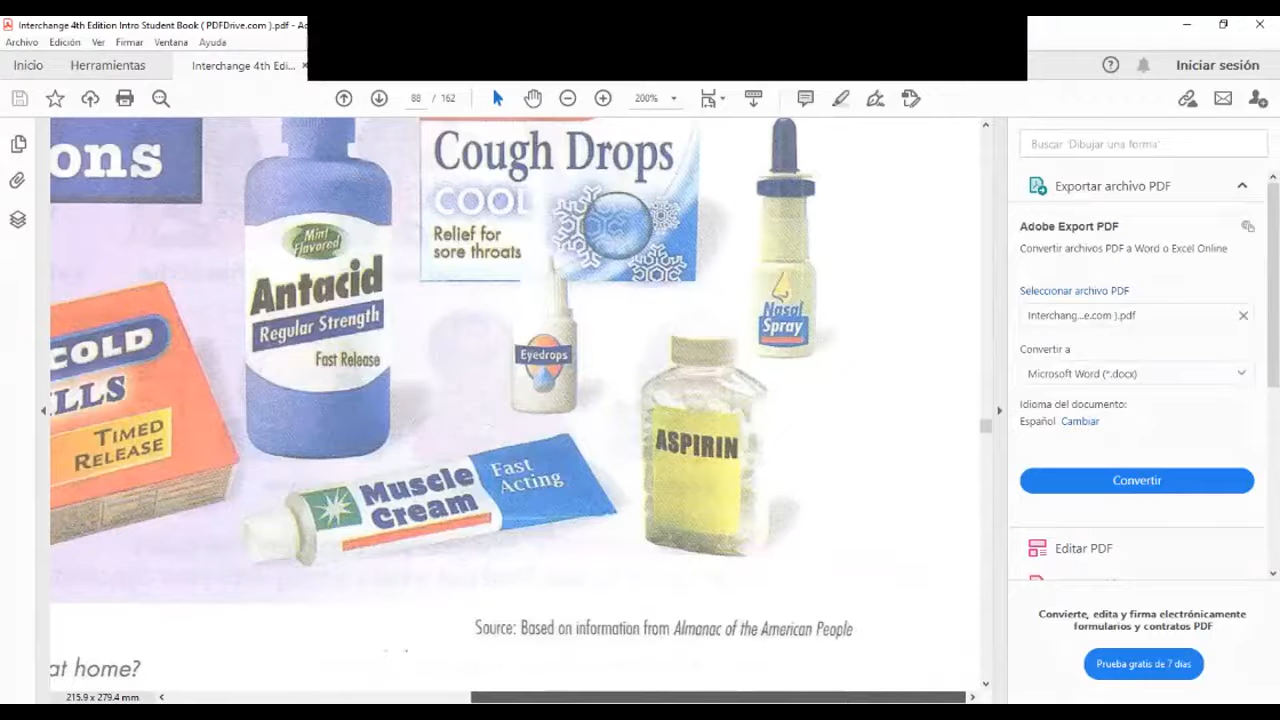 Interchange 4th Edition Intro Student Book ( PDFDrive.com ).pdf - Ac
Archivo Edición Ver Firmar Ventana Ayuda
Inicio Herramientas Interchange 4th Edi... Iniciar sesión
88 / 162 200%
ons
Cough Drops
COOL
Relief for
sore throats
Mint
Flavored
Antacid
Regular Strength
Fast Release
Nasal
Spray
Eyedrops
COLD
ILLS
TIMED
RELEASE
Muscle
Cream
Fast
Acting
ASPIRIN
Source: Based on information from Almanac of the American People
at home?
215.9 x 279.4 mm
Buscar 'Dibujar una forma'
Exportar archivo PDF
Adobe Export PDF
Convertir archivos PDF a Word o Excel Online
Seleccionar archivo PDF
Interchang...e.com ).pdf
Convertir a
Microsoft Word (*.docx)
Idioma del documento:
Español Cambiar
Convertir
Editar PDF
Convierte, edita y firma electrónicamente
formularios y contratos PDF
Prueba gratis de 7 días